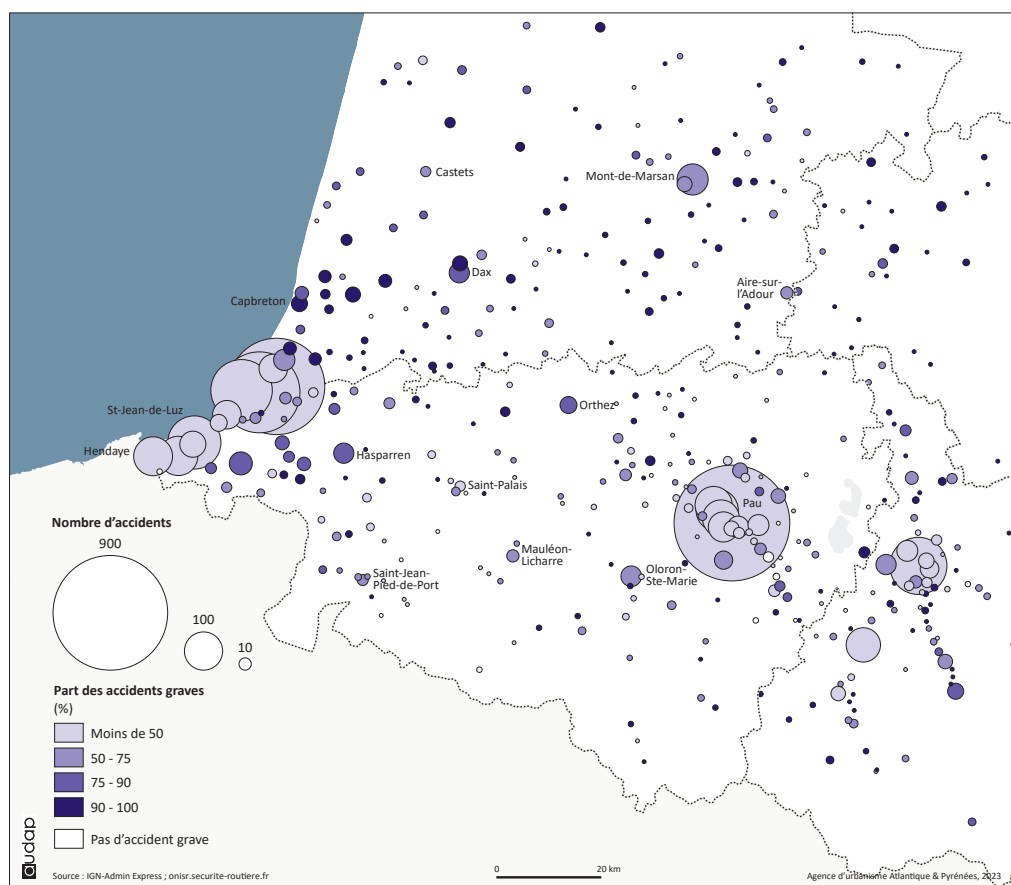 Castets
Mont-de-Marsan
Dax
Capbreton
Aire-sur-
l'Adour
St-Jean-de-Luz
Orthez
Hendaye
Hasparren
Saint-Palais
Pau
Mauléon-
Licharre
Oloron-
Ste-Marie
Saint-Jean-
Pied-de-Port
Nombre d'accidents
900
100
10
Part des accidents graves
(%)
Moins de 50
50 - 75
75 - 90
90 - 100
Pas d'accident grave
audap
Source : IGN-Admin Express ; onisr.securite-routiere.fr
0
20 km
Agence d'urbanisme Atlantique & Pyrénées, 2023